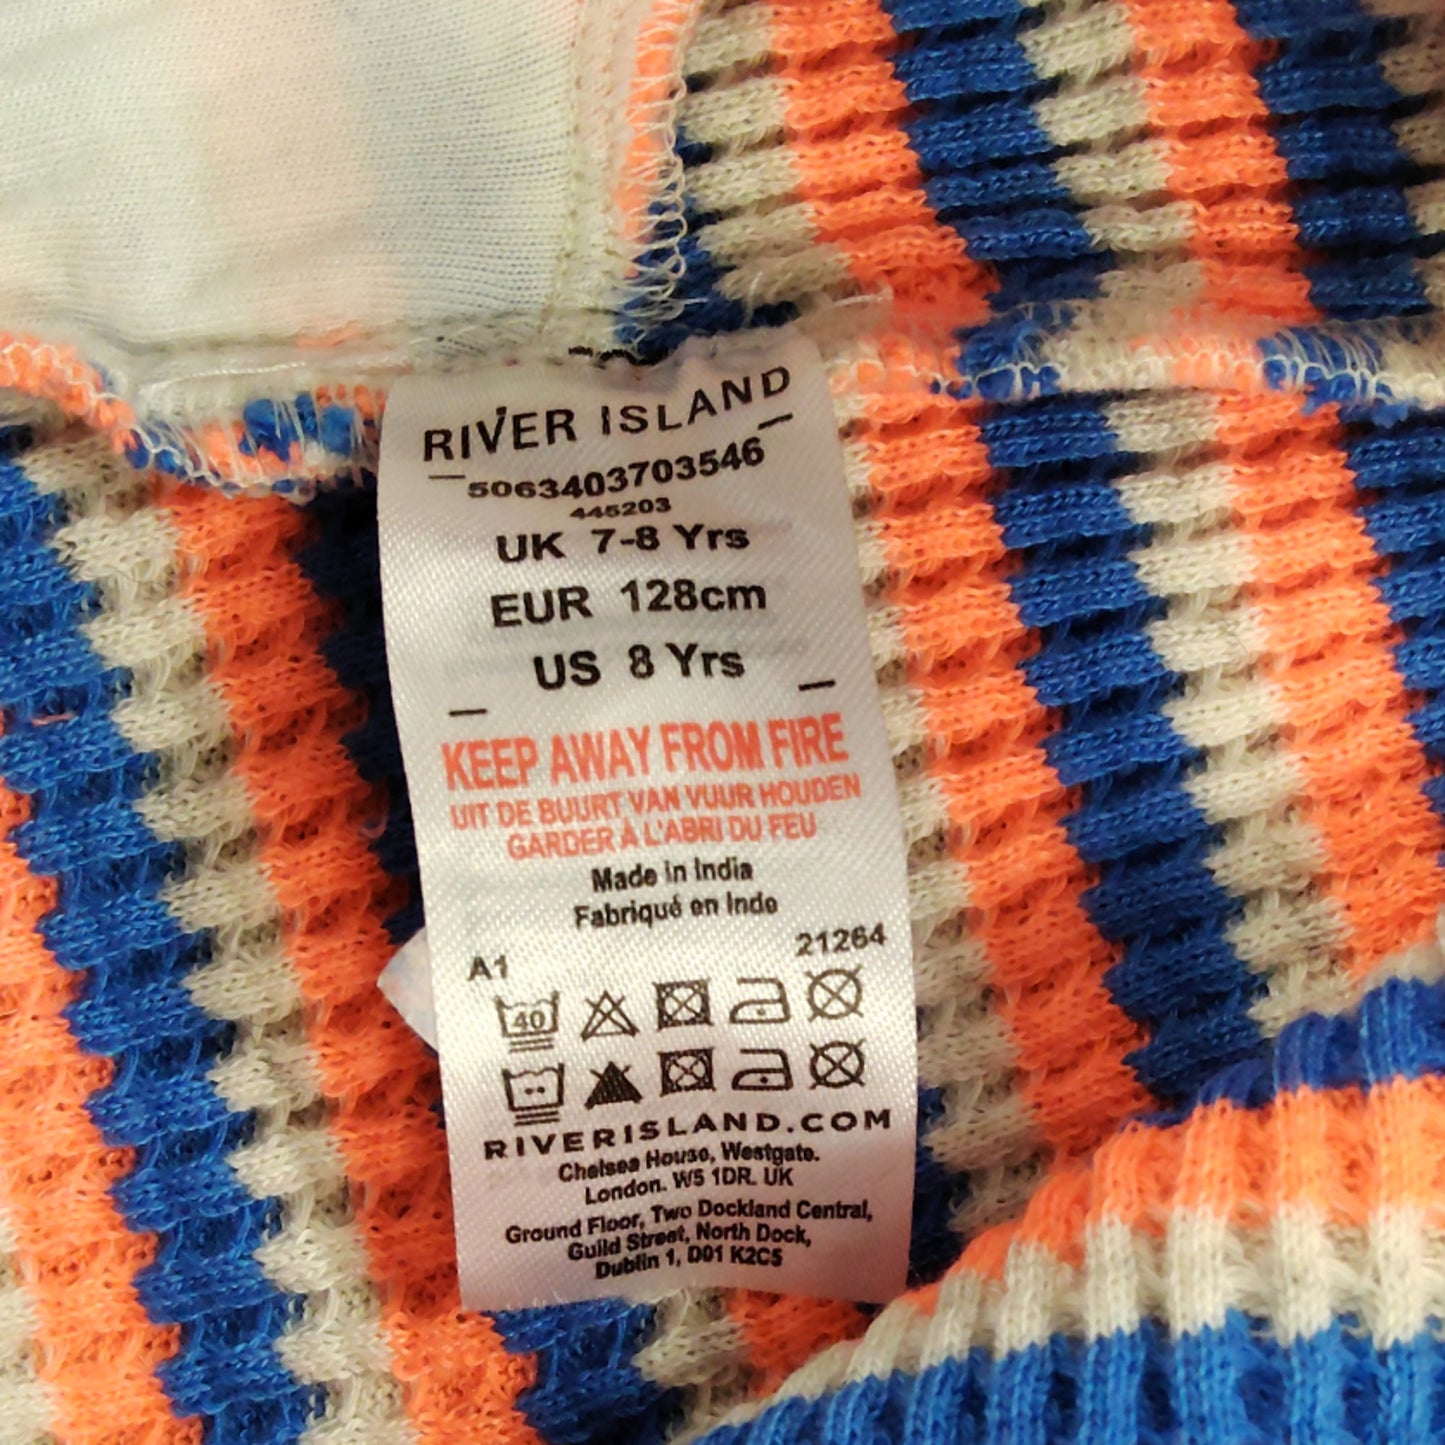 RIVER ISLAND
5063403703546
445203
UK 7-8 Yrs
EUR 128cm
US 8 Yrs
KEEP AWAY FROM FIRE
UIT DE BUURT VAN VUUR HOUDEN
GARDER À L'ABRI DU FEU
Made in India
Fabriqué en Inde
A1 21264
40
RIVERISLAND.COM
Chelsea House, Westgate.
London. W5 1DR. UK
Ground Floor, Two Dockland Central,
Guild Street, North Dock,
Dublin 1, D01 K2C5